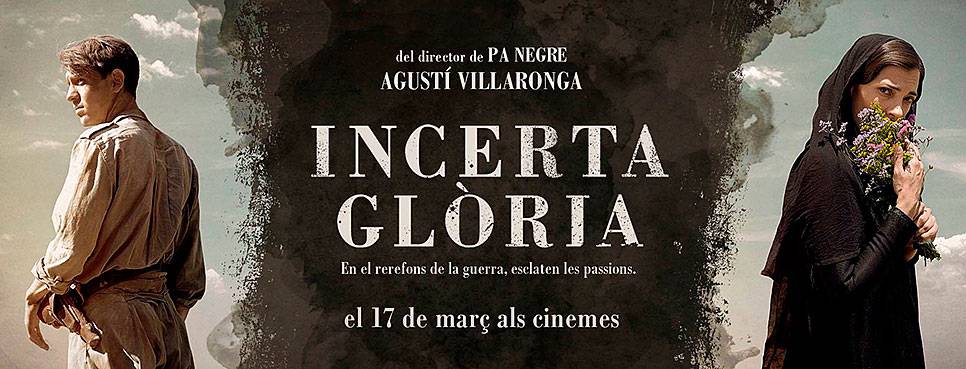 del director de PA NEGRE
AGUSTÍ VILLARONGA
INCERTA
GLÒRIA
En el rerefons de la guerra, esclaten les passions.
el 17 de març als cinemes